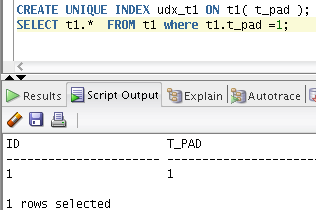 CREATE UNIQUE INDEX udx_t1 ON t1( t_pad );
SELECT t1.*  FROM t1 where t1.t_pad =1;
Results Script Output Explain Autotrace
ID T_PAD
---------------------- ----------------------
1 1
1 rows selected